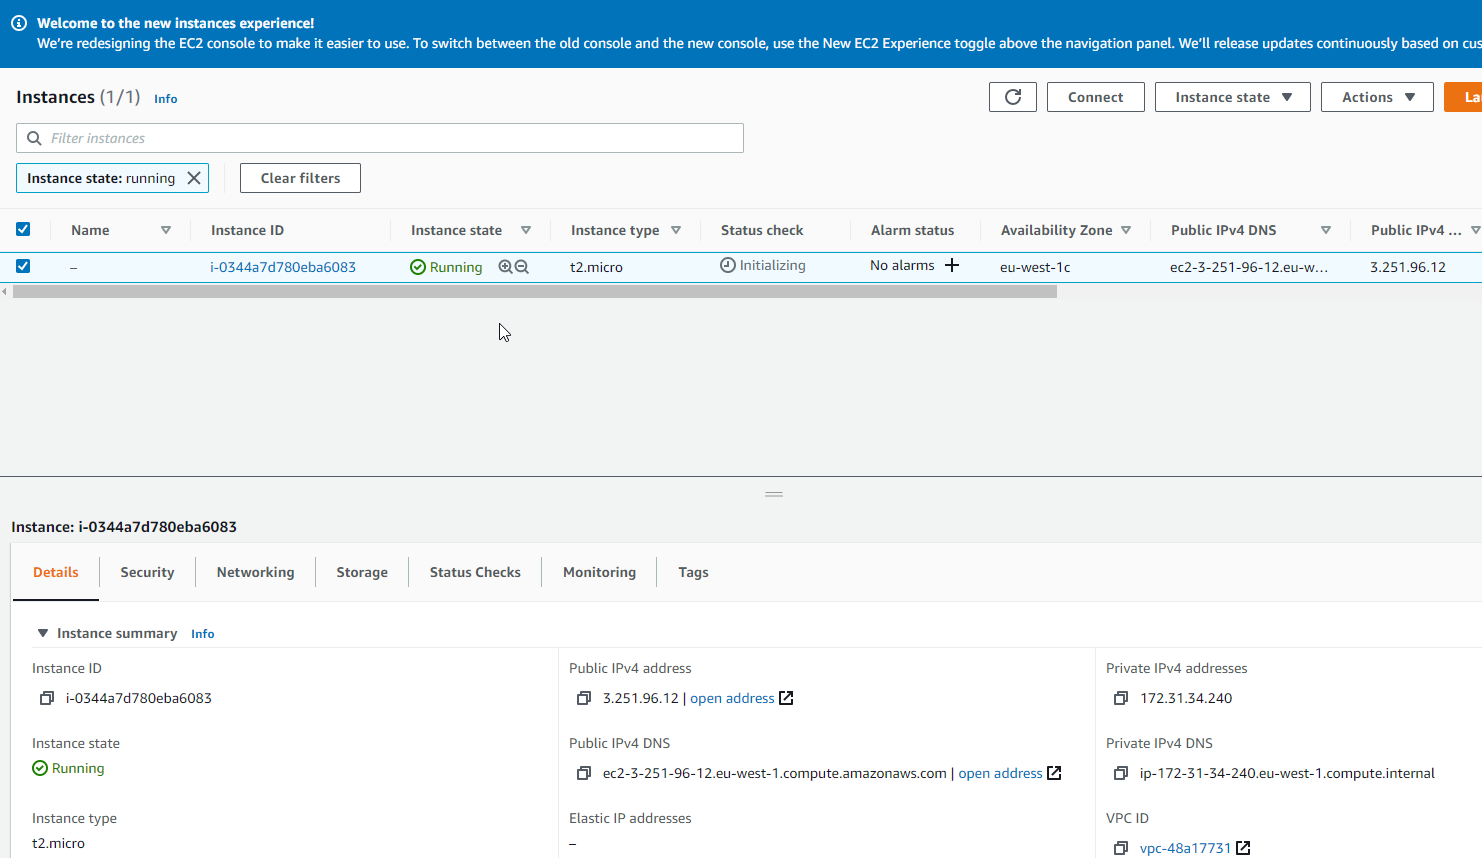 Welcome to the new instances experience!
We're redesigning the EC2 console to make it easier to use. To switch between the old console and the new console, use the New EC2 Experience toggle above the navigation panel. We'll release updates continuously based on cus
Instances (1/1) Info
Connect
Instance state
Actions
La
Filter instances
Instance state: running
Clear filters
Name Instance ID Instance state Instance type Status check Alarm status Availability Zone Public IPv4 DNS Public IPv4 ...
– i-0344a7d780eba6083 Running t2.micro Initializing No alarms + eu-west-1c ec2-3-251-96-12.eu-w... 3.251.96.12
Instance: i-0344a7d780eba6083
Details Security Networking Storage Status Checks Monitoring Tags
Instance summary Info
Instance ID Public IPv4 address Private IPv4 addresses
i-0344a7d780eba6083 3.251.96.12 | open address 172.31.34.240
Instance state Public IPv4 DNS Private IPv4 DNS
Running ec2-3-251-96-12.eu-west-1.compute.amazonaws.com | open address ip-172-31-34-240.eu-west-1.compute.internal
Instance type Elastic IP addresses VPC ID
t2.micro – vpc-48a17731